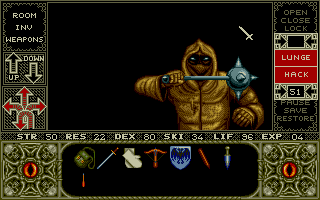 ROOM
INV
WEAPONS
UP
DOWN
OPEN
CLOSE
LOCK
LUNGE
HACK
51
PAUSE
SAVE
RESTORE
STR 50 RES 22 DEX 80 SKI 34 LIF 96 EXP 04